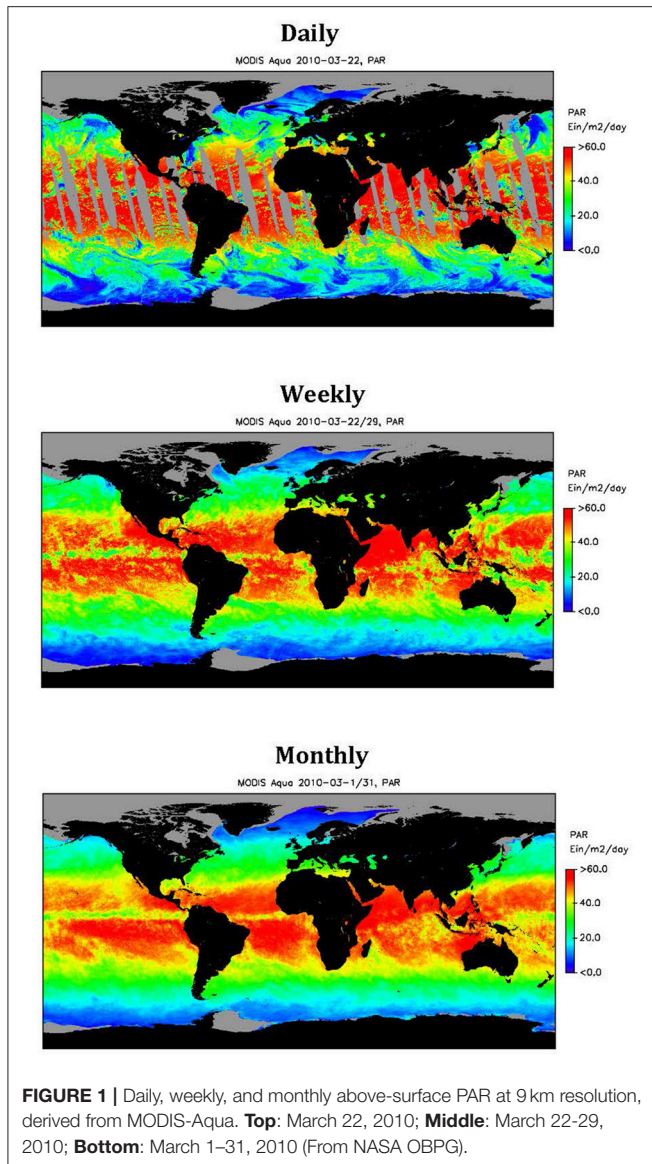 Daily
MODIS Aqua 2010-03-22, PAR
PAR
Ein/m2/day
>60.0
40.0
20.0
<0.0
Weekly
MODIS Aqua 2010-03-22/29, PAR
PAR
Ein/m2/day
>60.0
40.0
20.0
<0.0
Monthly
MODIS Aqua 2010-03-1/31, PAR
PAR
Ein/m2/day
>60.0
40.0
20.0
<0.0
FIGURE 1 | Daily, weekly, and monthly above-surface PAR at 9 km resolution,
derived from MODIS-Aqua. Top: March 22, 2010; Middle: March 22-29,
2010; Bottom: March 1–31, 2010 (From NASA OBPG).